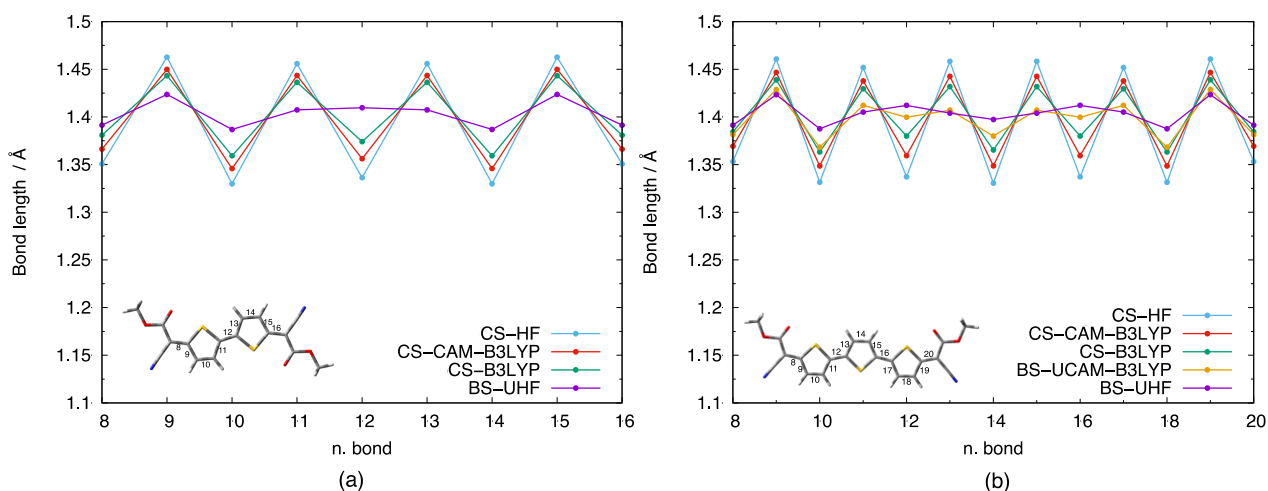 1.5
1.45
1.4
1.35
1.3
1.25
1.2
1.15
1.1
Bond length / Å
8 9 10 11 12 13 14 15 16
n. bond
CS−HF
CS−CAM−B3LYP
CS−B3LYP
BS−UHF
8 9 10 11 12 13 14 15 16
(a)
1.5
1.45
1.4
1.35
1.3
1.25
1.2
1.15
1.1
Bond length / Å
8 10 12 14 16 18 20
n. bond
CS−HF
CS−CAM−B3LYP
CS−B3LYP
BS−UCAM−B3LYP
BS−UHF
8 9 10 11 12 13 14 15 16 17 18 19 20
(b)